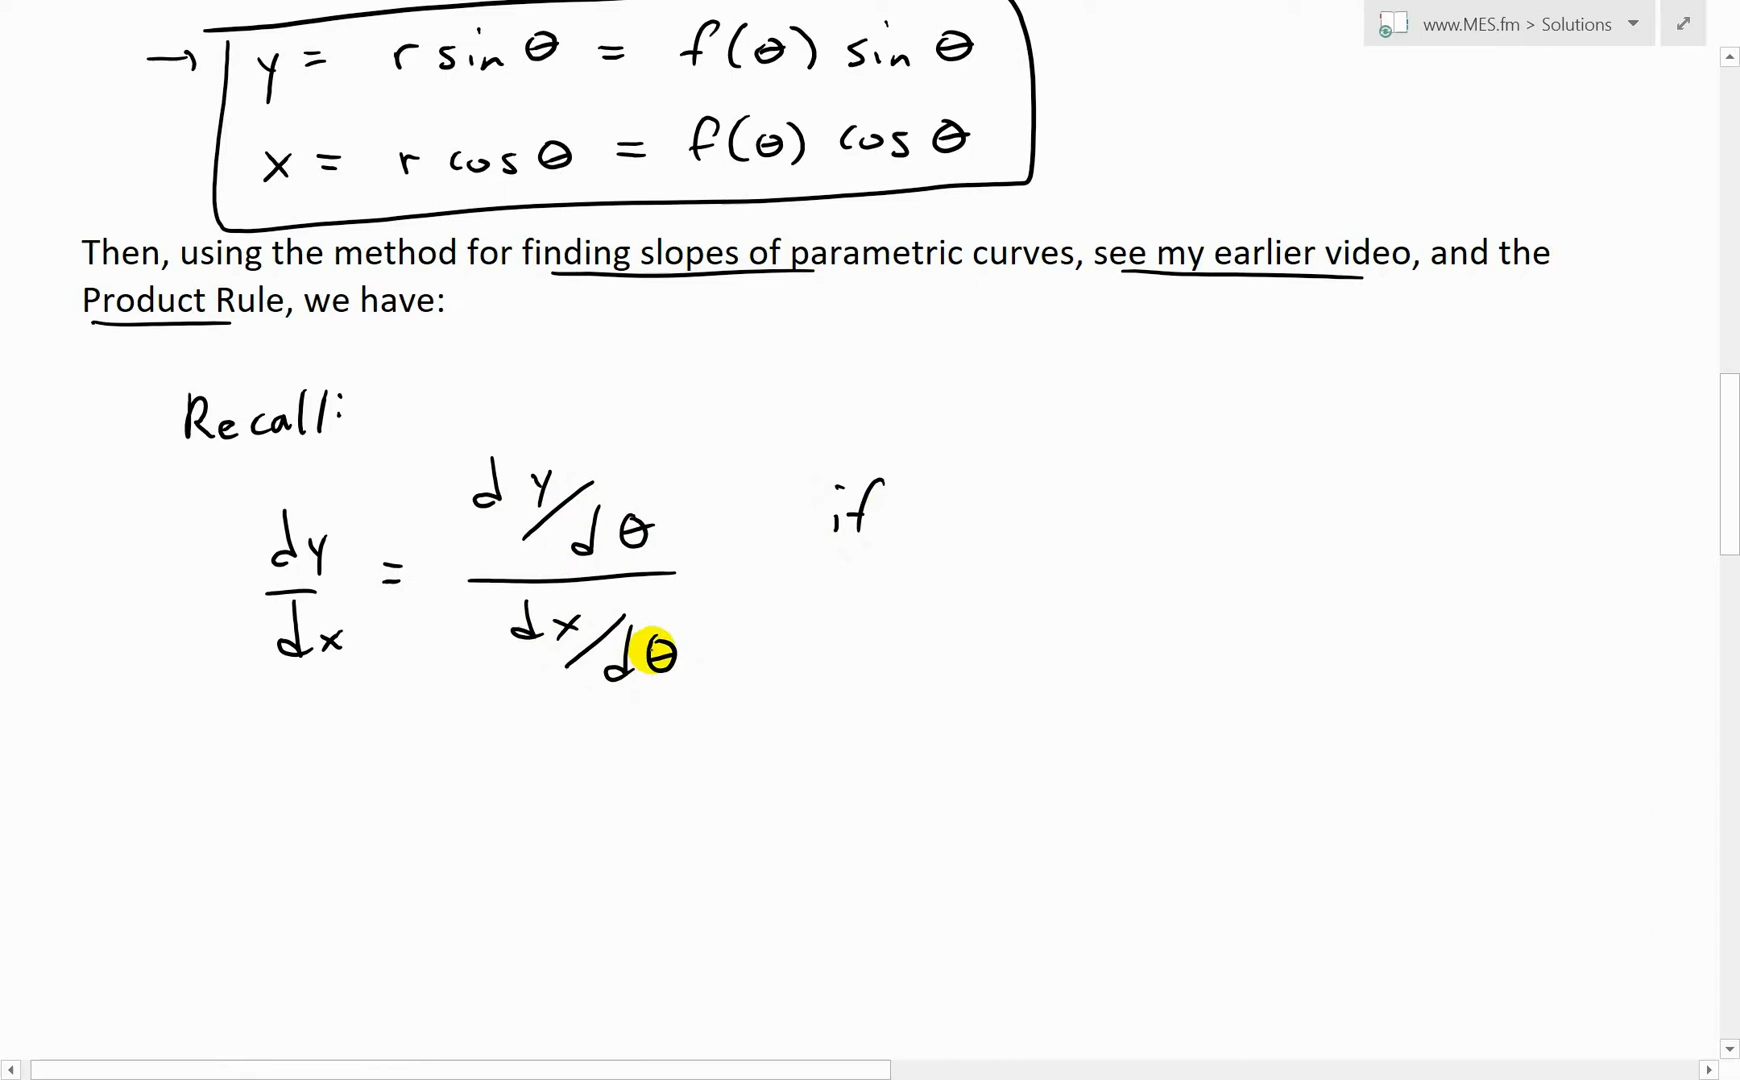 www.MES.fm > Solutions
→ y = r sin θ = f(θ) sin θ
x = r cos θ = f(θ) cos θ
Then, using the method for finding slopes of parametric curves, see my earlier video, and the
Product Rule, we have:
Recall:
dy/dx = (dy/dθ)/(dx/dθ) if